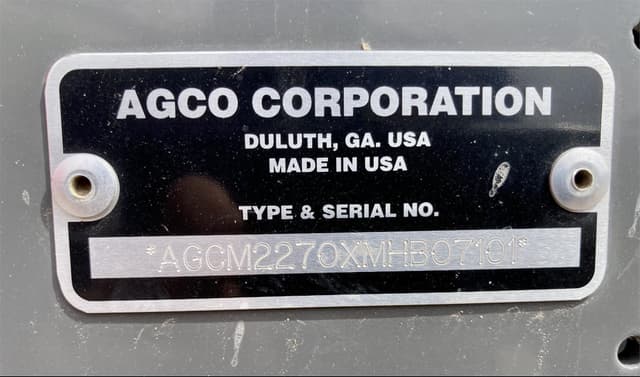 AGCO CORPORATION
DULUTH, GA. USA
MADE IN USA
TYPE & SERIAL NO.
*AGCM2270XMHB07101*